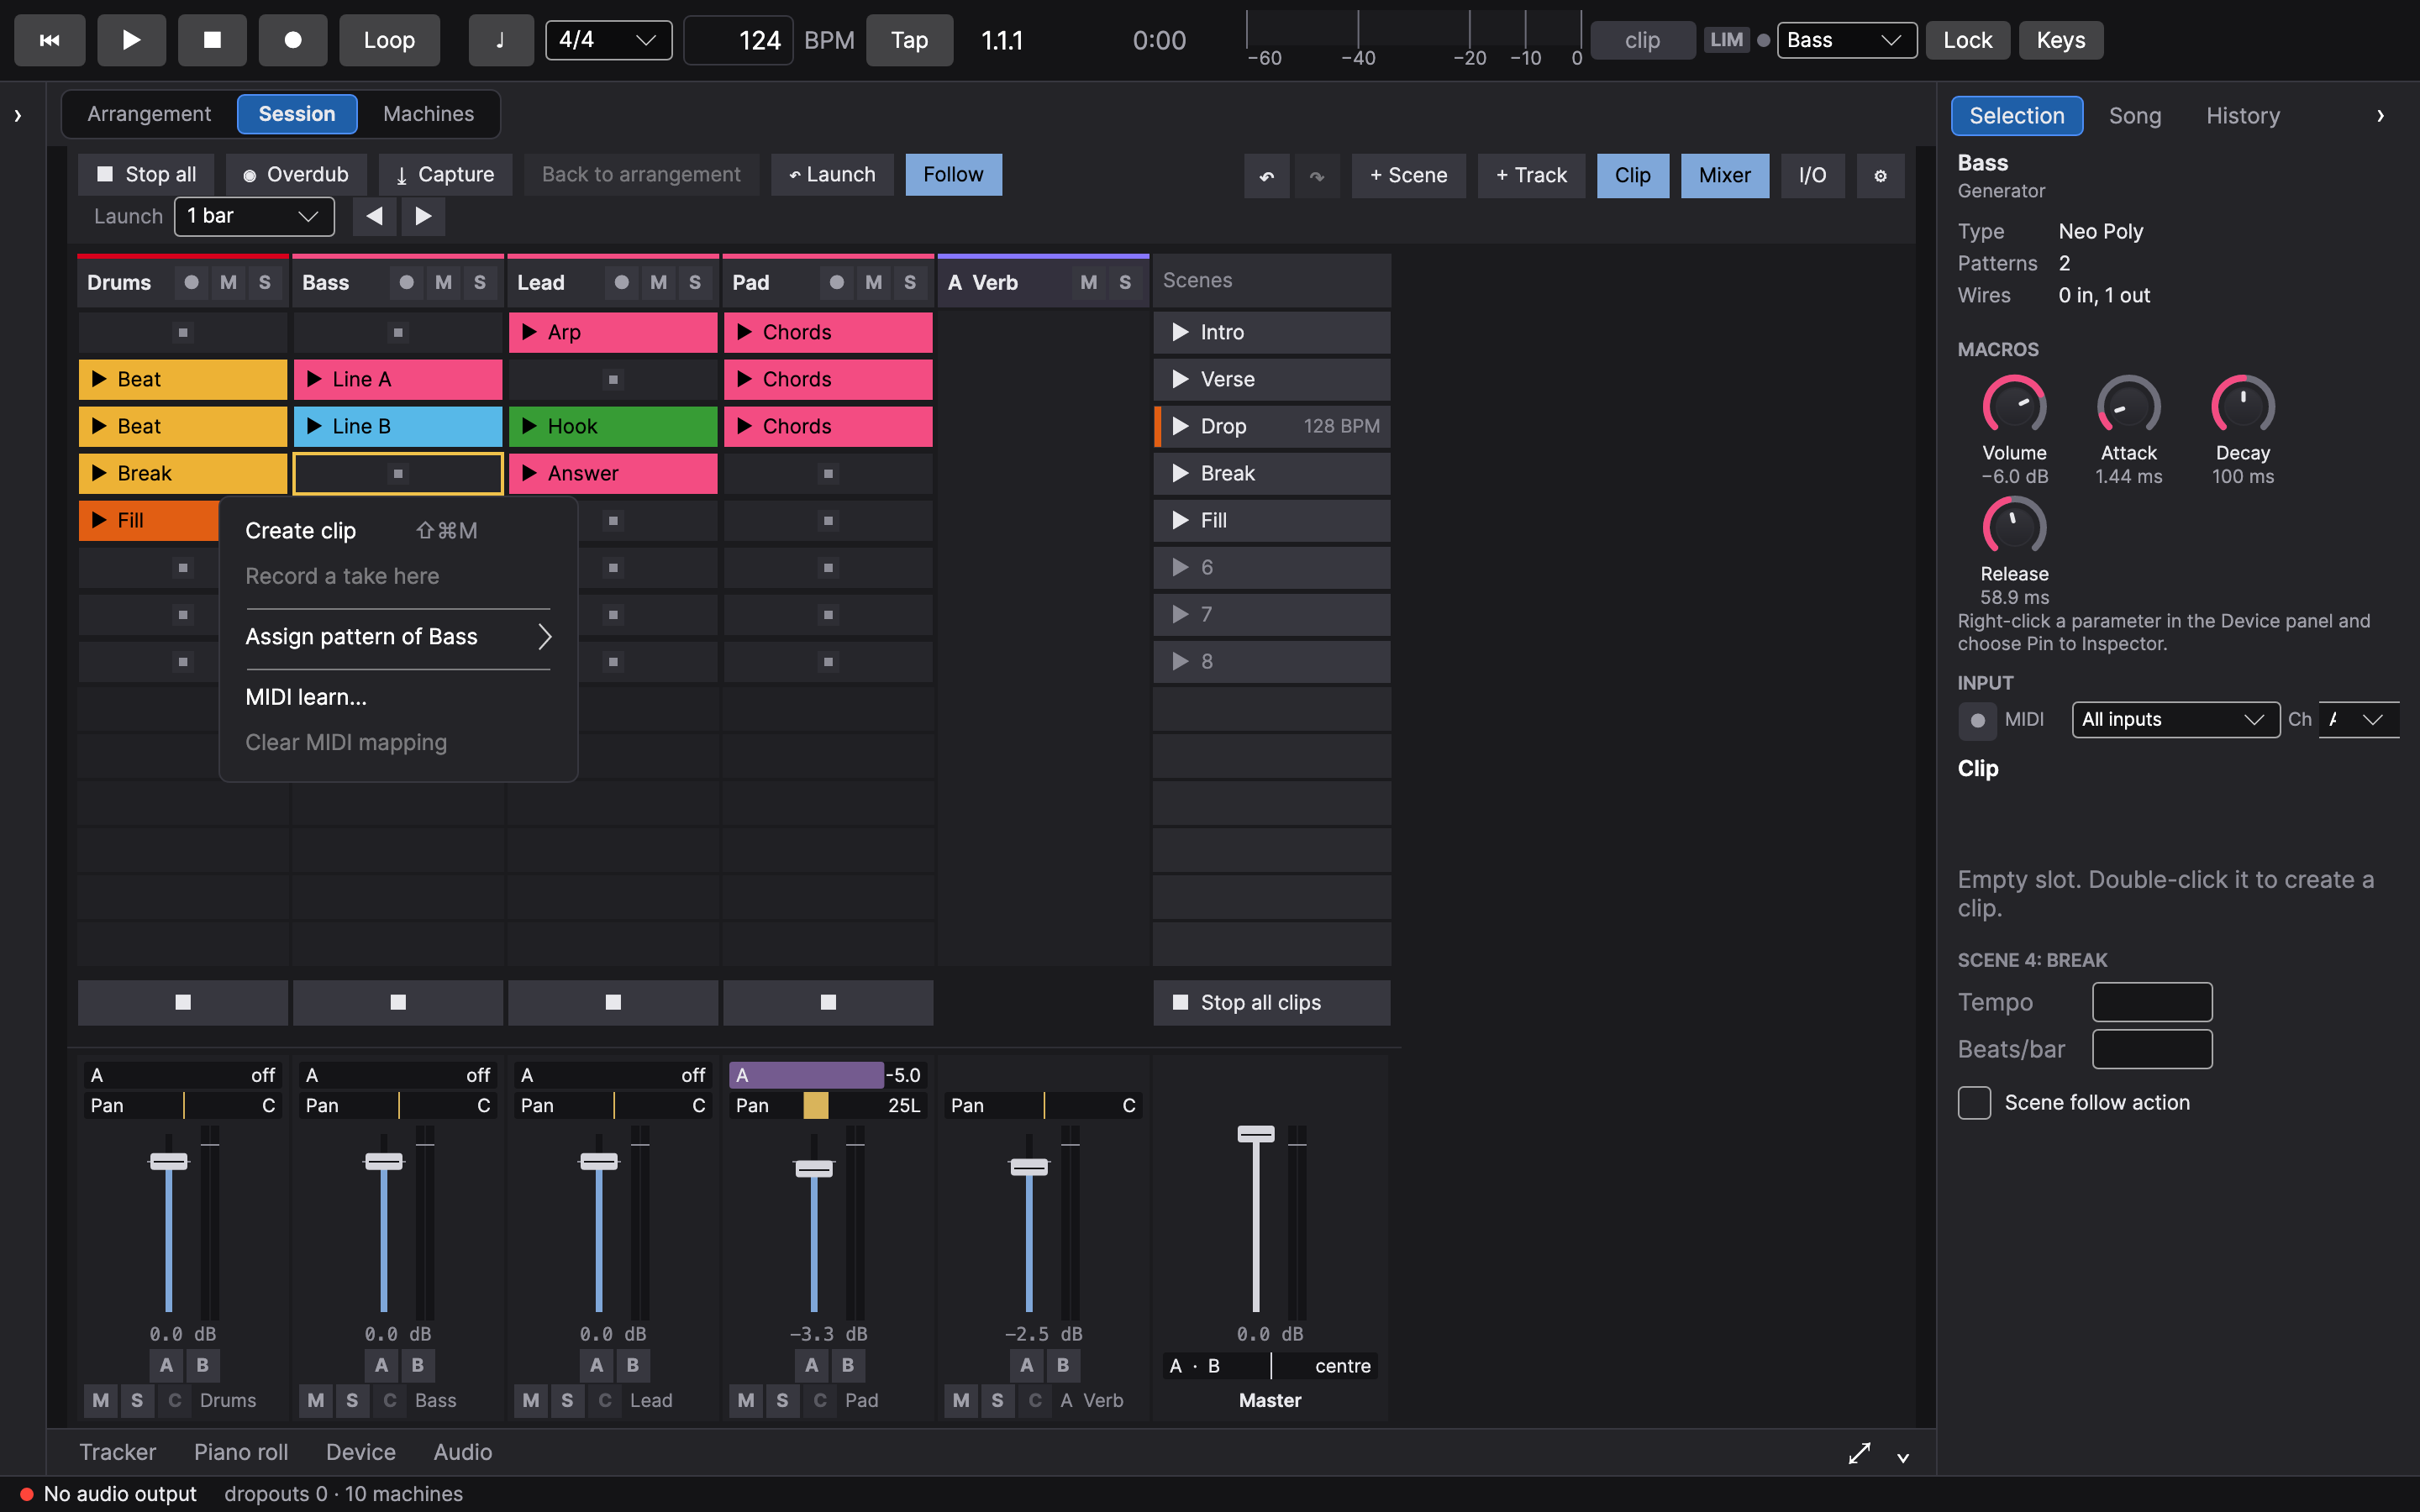 Loop
4/4
124 BPM
Tap
1.1.1
0:00
−60 −40 −20 −10 0
clip
LIM
Bass
Lock
Keys
Arrangement Session Machines
Selection Song History
Stop all
Overdub
Capture
Back to arrangement
Launch
Follow
+ Scene
+ Track
Clip
Mixer
I/O
Launch 1 bar
Drums M S
Bass M S
Lead M S
Pad M S
A Verb M S
Scenes
Arp Chords Intro
Beat Line A Chords Verse
Beat Line B Hook Chords Drop 128 BPM
Break Answer Break
Fill Fill
6
7
8
Create clip ⇧⌘M
Record a take here
Assign pattern of Bass
MIDI learn...
Clear MIDI mapping
Stop all clips
A off A off A off A -5.0
Pan C Pan C Pan C Pan 25L Pan C
0.0 dB 0.0 dB 0.0 dB −3.3 dB −2.5 dB 0.0 dB
A B A B A B A B A B A · B centre
M S C Drums M S C Bass M S C Lead M S C Pad M S C A Verb Master
Bass
Generator
Type Neo Poly
Patterns 2
Wires 0 in, 1 out
MACROS
Volume Attack Decay
−6.0 dB 1.44 ms 100 ms
Release
58.9 ms
Right-click a parameter in the Device panel and
choose Pin to Inspector.
INPUT
MIDI All inputs Ch
Clip
Empty slot. Double-click it to create a
clip.
SCENE 4: BREAK
Tempo
Beats/bar
Scene follow action
Tracker Piano roll Device Audio
No audio output dropouts 0 · 10 machines